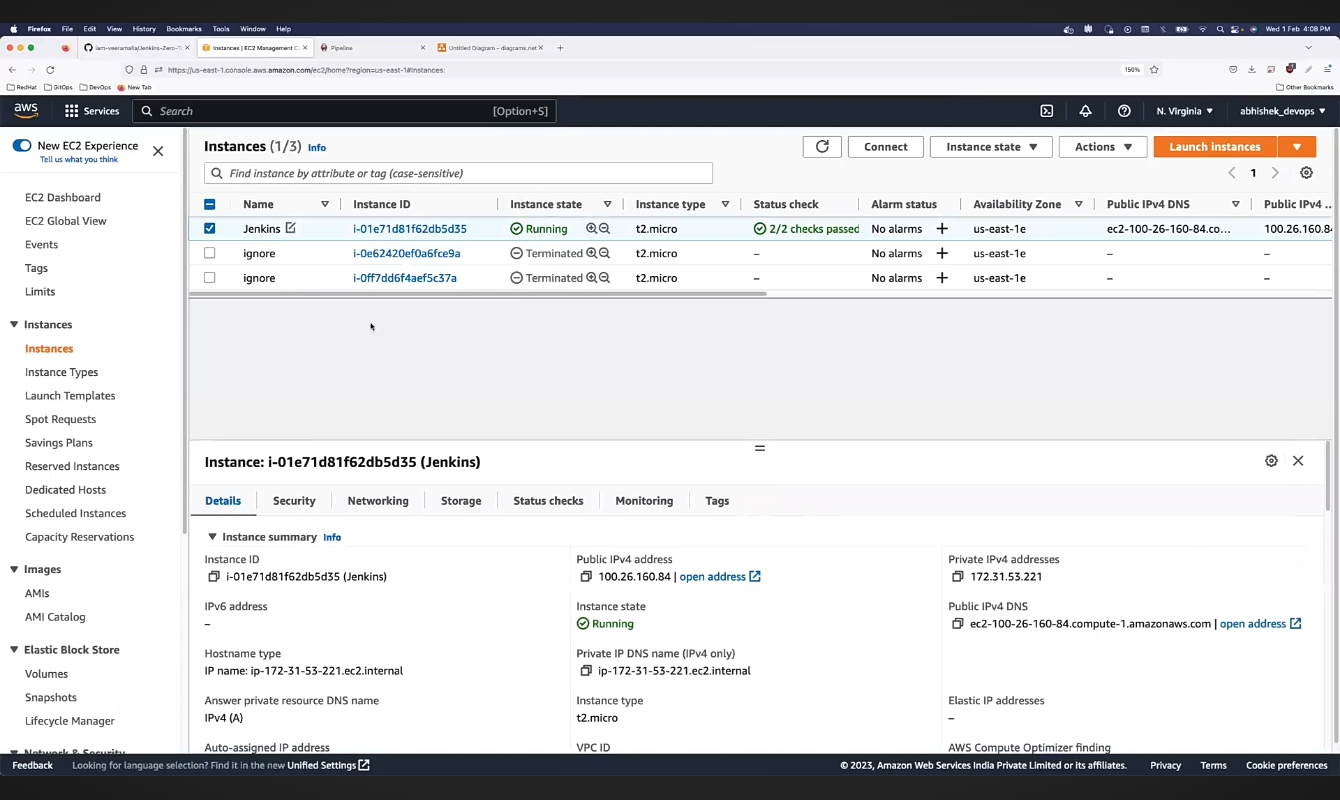 Firefox File Edit View History Bookmarks Tools Window Help Wed 1 Feb 4:08 PM
iam-veeramalla/Jenkins-Zero-T Instances | EC2 Management C Pipeline Untitled Diagram – diagrams.net
https://us-east-1.console.aws.amazon.com/ec2/home?region=us-east-1#Instances: 150%
RedHat GitOps DevOps New Tab Other Bookmarks
aws Services Search [Option+S] N. Virginia abhishek_devops
New EC2 Experience
Tell us what you think
EC2 Dashboard
EC2 Global View
Events
Tags
Limits
Instances
Instances
Instance Types
Launch Templates
Spot Requests
Savings Plans
Reserved Instances
Dedicated Hosts
Scheduled Instances
Capacity Reservations
Images
AMIs
AMI Catalog
Elastic Block Store
Volumes
Snapshots
Lifecycle Manager
Network & Security
Instances (1/3) Info Connect Instance state Actions Launch instances
Find instance by attribute or tag (case-sensitive) 1
Name Instance ID Instance state Instance type Status check Alarm status Availability Zone Public IPv4 DNS Public IPv4 ...
Jenkins i-01e71d81f62db5d35 Running t2.micro 2/2 checks passed No alarms + us-east-1e ec2-100-26-160-84.co... 100.26.160.84
ignore i-0e62420ef0a6fce9a Terminated t2.micro – No alarms + us-east-1e – –
ignore i-0ff7dd6f4aef5c37a Terminated t2.micro – No alarms + us-east-1e – –
Instance: i-01e71d81f62db5d35 (Jenkins)
Details Security Networking Storage Status checks Monitoring Tags
Instance summary Info
Instance ID Public IPv4 address Private IPv4 addresses
i-01e71d81f62db5d35 (Jenkins) 100.26.160.84 | open address 172.31.53.221
IPv6 address Instance state Public IPv4 DNS
– Running ec2-100-26-160-84.compute-1.amazonaws.com | open address
Hostname type Private IP DNS name (IPv4 only)
IP name: ip-172-31-53-221.ec2.internal ip-172-31-53-221.ec2.internal
Answer private resource DNS name Instance type Elastic IP addresses
IPv4 (A) t2.micro –
Auto-assigned IP address VPC ID AWS Compute Optimizer finding
Feedback Looking for language selection? Find it in the new Unified Settings © 2023, Amazon Web Services India Private Limited or its affiliates. Privacy Terms Cookie preferences